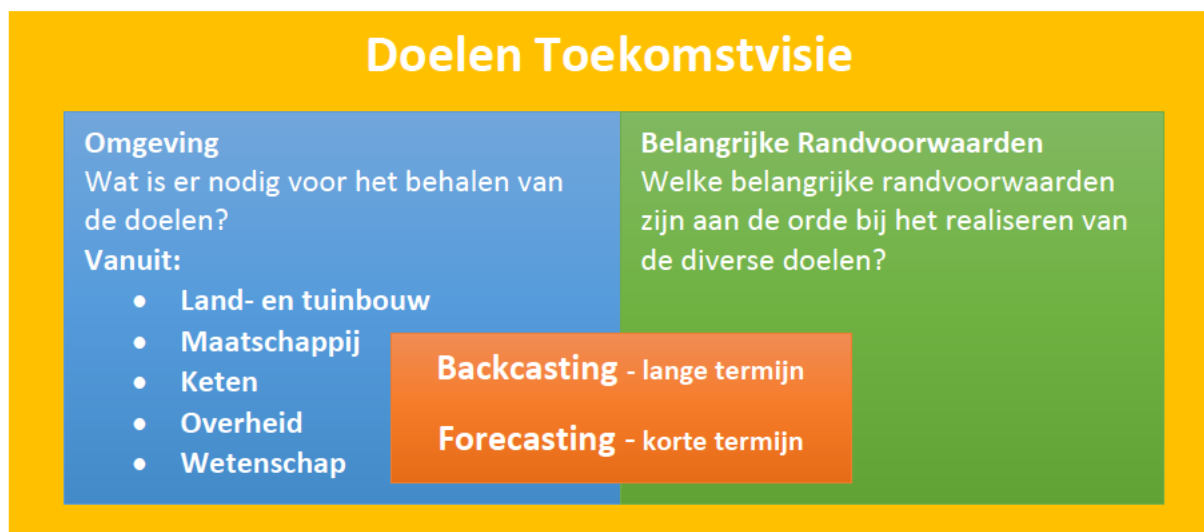 Doelen Toekomstvisie
Omgeving
Wat is er nodig voor het behalen van
de doelen?
Vanuit:
• Land- en tuinbouw
• Maatschappij
• Keten
• Overheid
• Wetenschap
Belangrijke Randvoorwaarden
Welke belangrijke randvoorwaarden
zijn aan de orde bij het realiseren van
de diverse doelen?
Backcasting - lange termijn
Forecasting - korte termijn